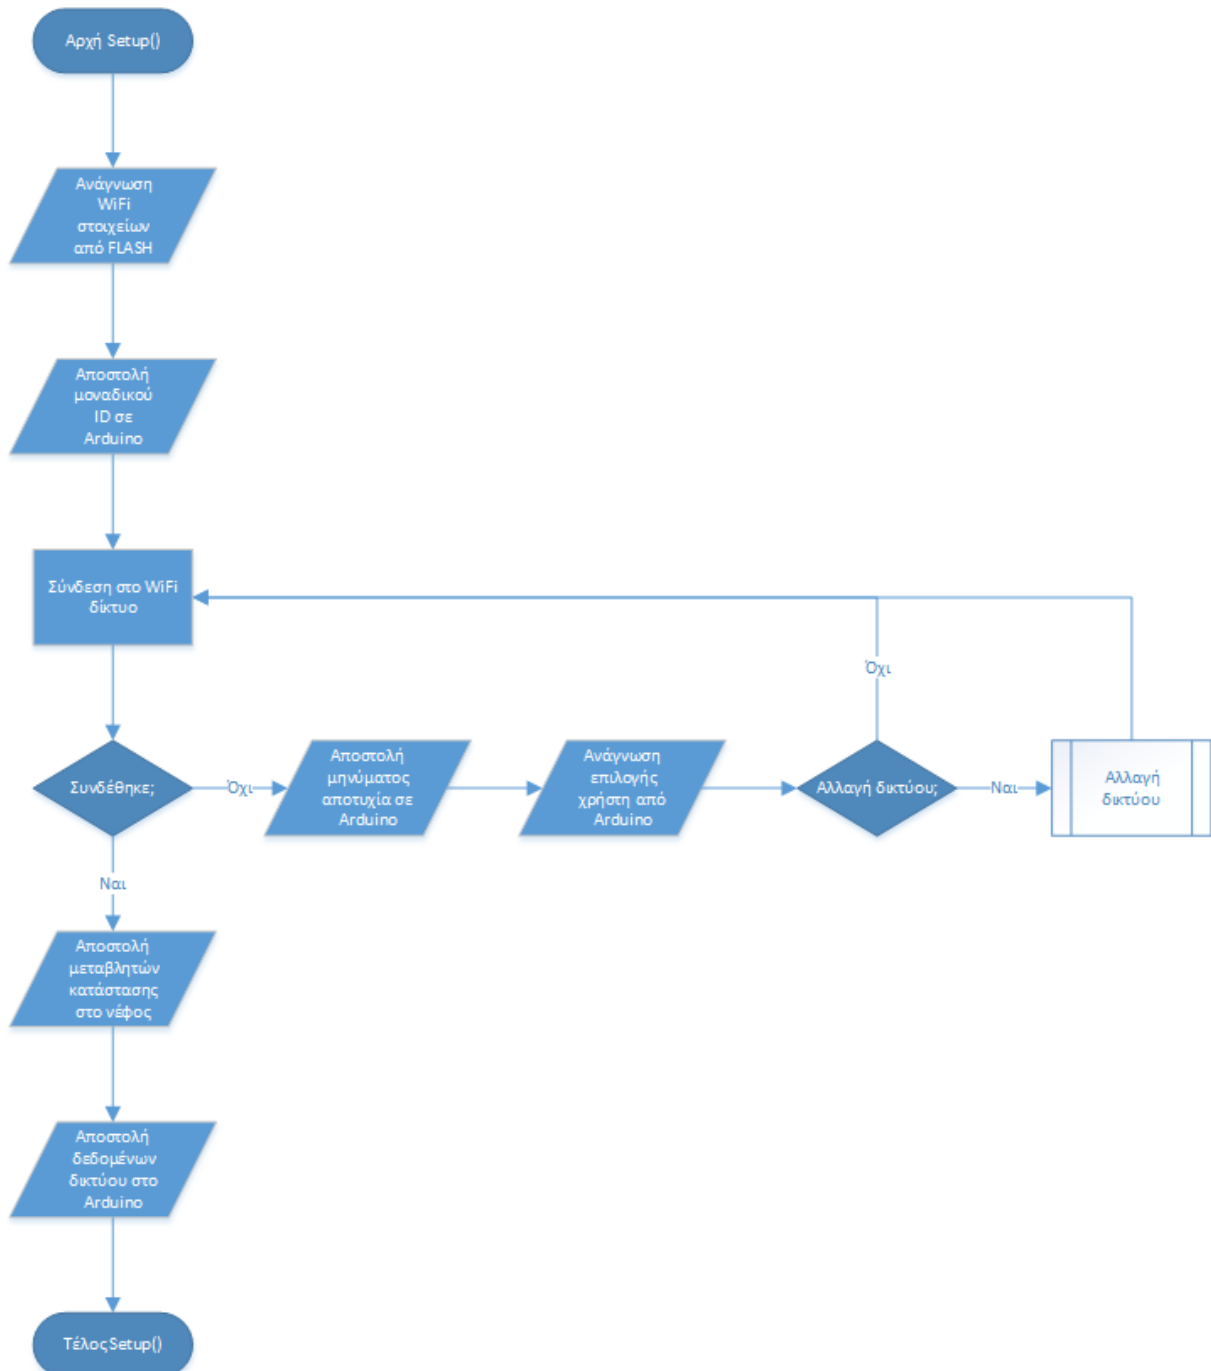 Αρχή Setup()
Ανάγνωση
WiFi
στοιχείων
από FLASH
Αποστολή
μοναδικού
ID σε
Arduino
Σύνδεση στο WiFi
δίκτυο
Όχι
Συνδέθηκε;
Όχι
Αποστολή
μηνύματος
αποτυχία σε
Arduino
Ανάγνωση
επιλογής
χρήστη από
Arduino
Αλλαγή δικτύου;
Ναι
Αλλαγή
δικτύου
Ναι
Αποστολή
μεταβλητών
κατάστασης
στο νέφος
Αποστολή
δεδομένων
δικτύου στο
Arduino
Τέλος Setup()